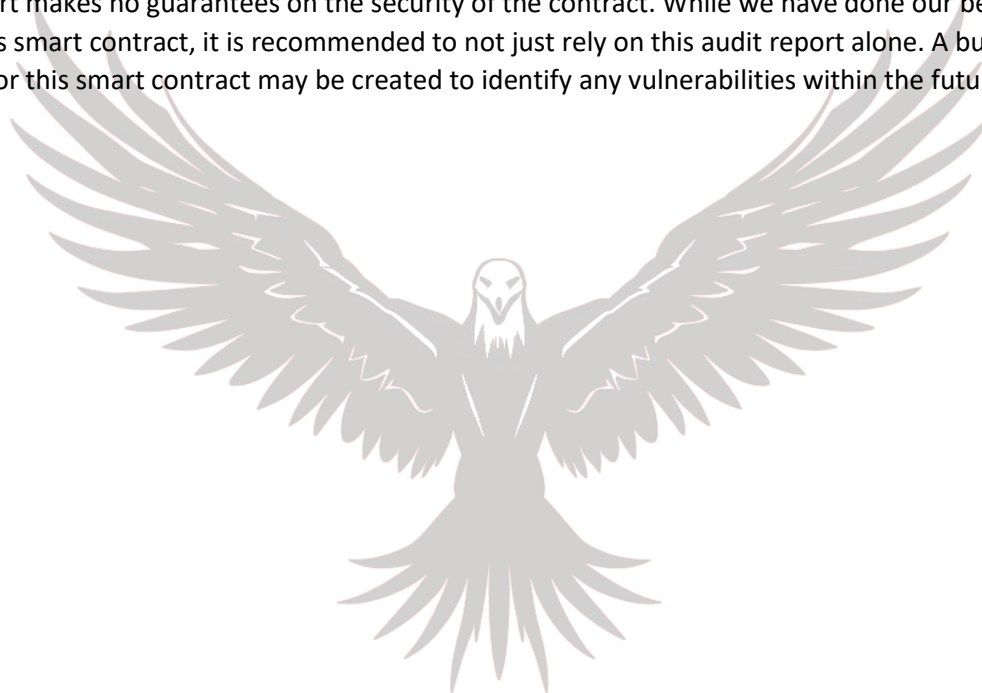 rt makes no guarantees on the security of the contract. While we have done our be
s smart contract, it is recommended to not just rely on this audit report alone. A bu
or this smart contract may be created to identify any vulnerabilities within the futu